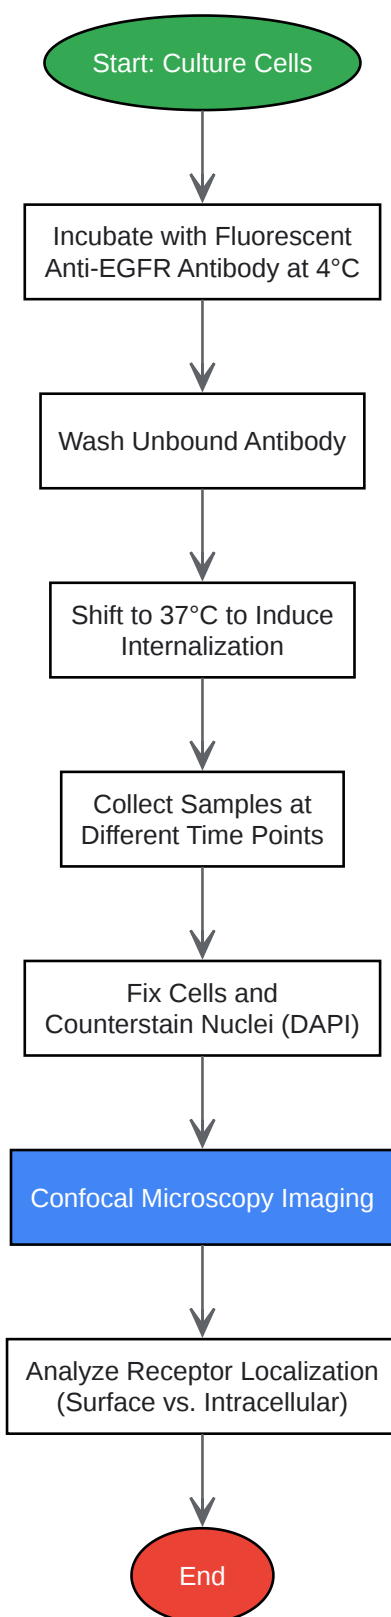 Start: Culture Cells
Incubate with Fluorescent
Anti-EGFR Antibody at 4°C
Wash Unbound Antibody
Shift to 37°C to Induce
Internalization
Collect Samples at
Different Time Points
Fix Cells and
Counterstain Nuclei (DAPI)
Confocal Microscopy Imaging
Analyze Receptor Localization
(Surface vs. Intracellular)
End